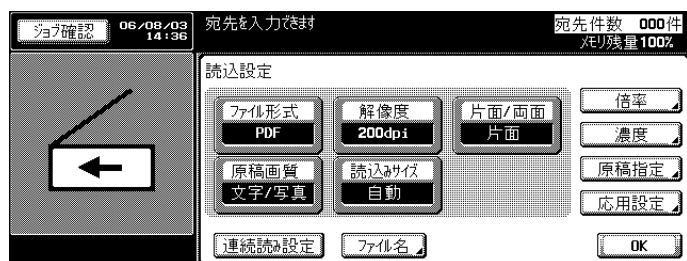 ジョブ確認 06/08/03 14:36
宛先を入力できます
宛先件数 000件
メモリ残量100%
読込設定
ファイル形式 解像度 片面/両面
PDF 200dpi 片面
原稿画質 読込みサイズ
文字/写真 自動
倍率
濃度
原稿指定
応用設定
連続読み設定 ファイル名 OK